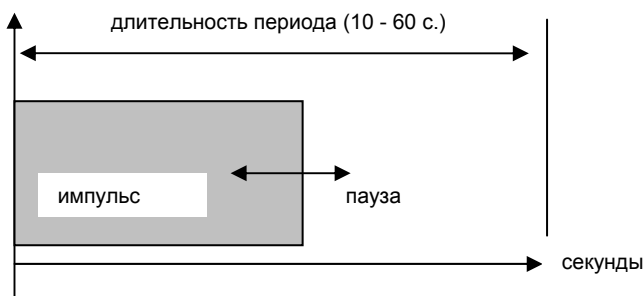 длительность периода (10 - 60 с.)
импульс
пауза
секунды